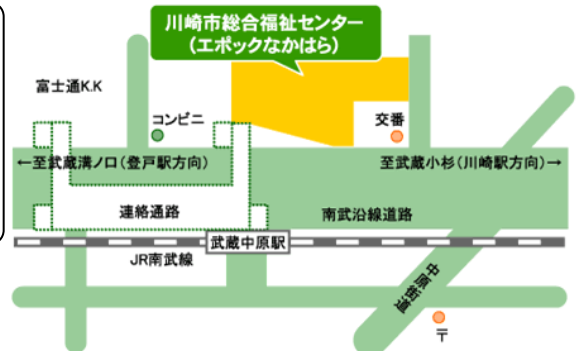 川崎市総合福祉センター
（エポックなかはら）
富士通K.K
コンビニ
交番
←至武蔵溝ノ口（登戸駅方向）
至武蔵小杉（川崎駅方向）→
連絡通路
南武沿線道路
武蔵中原駅
JR南武線
中原街道
〒